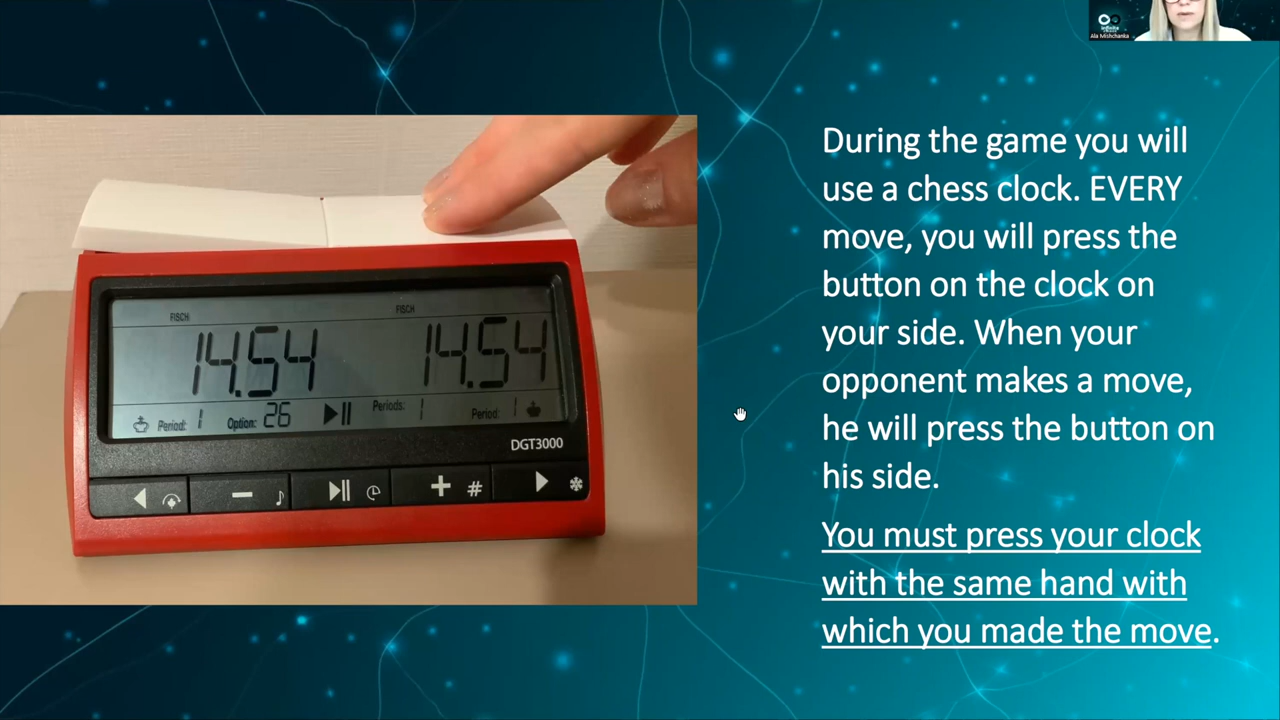 infinite
Ala Mishchanka
During the game you will
use a chess clock. EVERY
move, you will press the
button on the clock on
your side. When your
opponent makes a move,
he will press the button on
his side.
You must press your clock
with the same hand with
which you made the move.
FISCH FISCH
14.54 14.54
Period: 1 Option: 26 Periods: 1 Period: 1
DGT3000